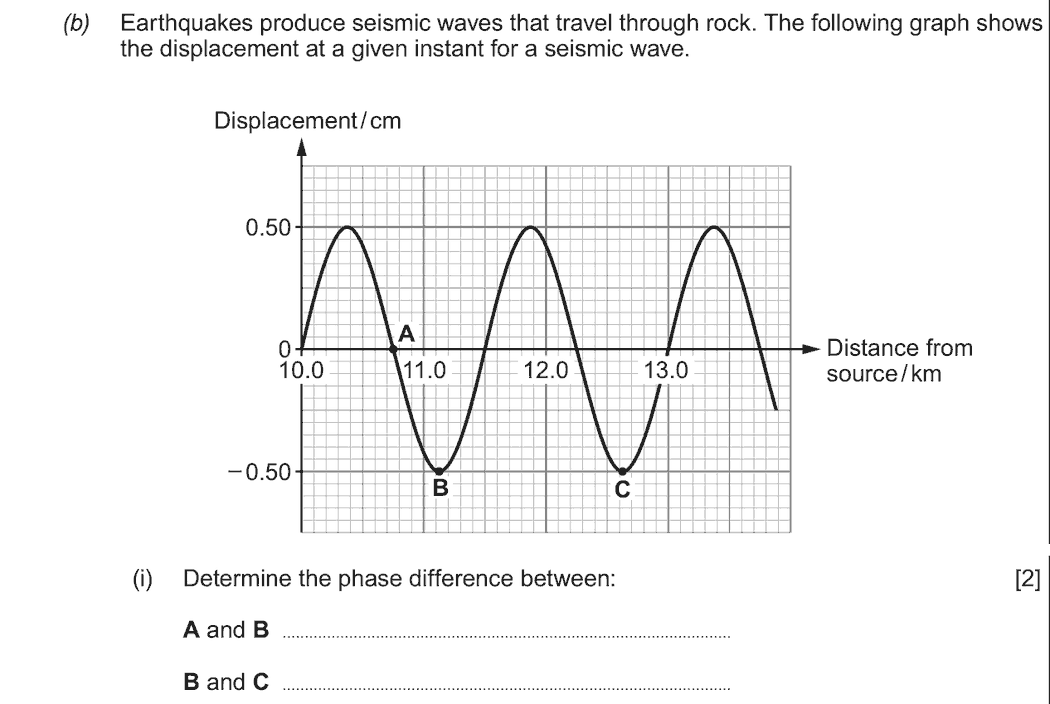 (b) Earthquakes produce seismic waves that travel through rock. The following graph shows
the displacement at a given instant for a seismic wave.
Displacement/cm
0.50
A
0
Distance from
source/km
10.0 11.0 12.0 13.0
−0.50
B C
(i) Determine the phase difference between: [2]
A and B ..........................................................................................
B and C ..........................................................................................